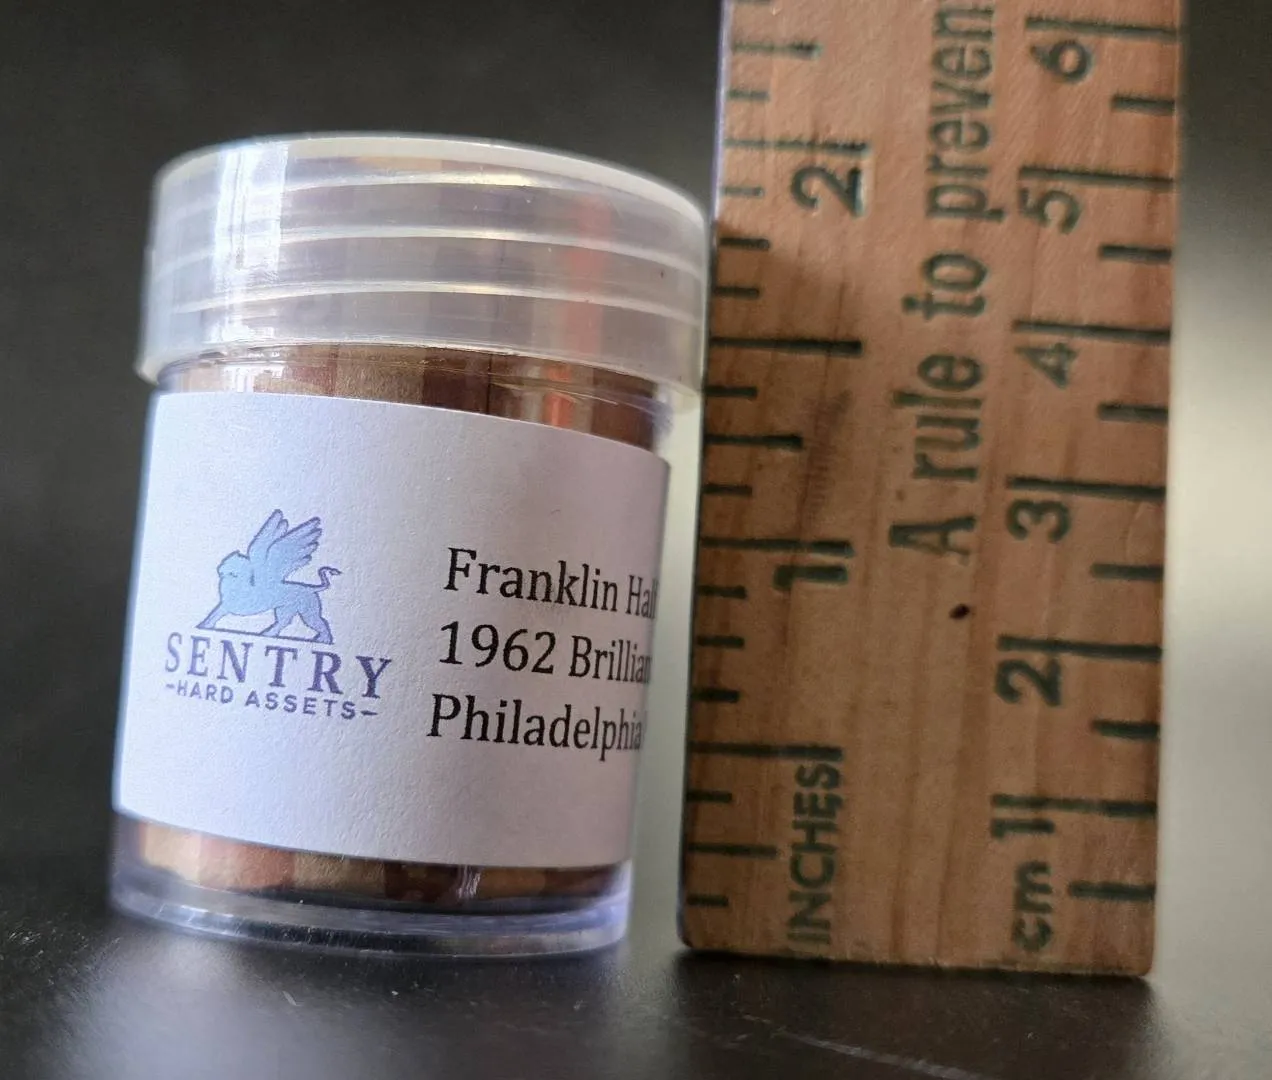 SENTRY
-HARD ASSETS-
Franklin Hal
1962 Brillian
Philadelphia
A rule to preven
INCHES
1
2
cm
1
2
3
4
5
6